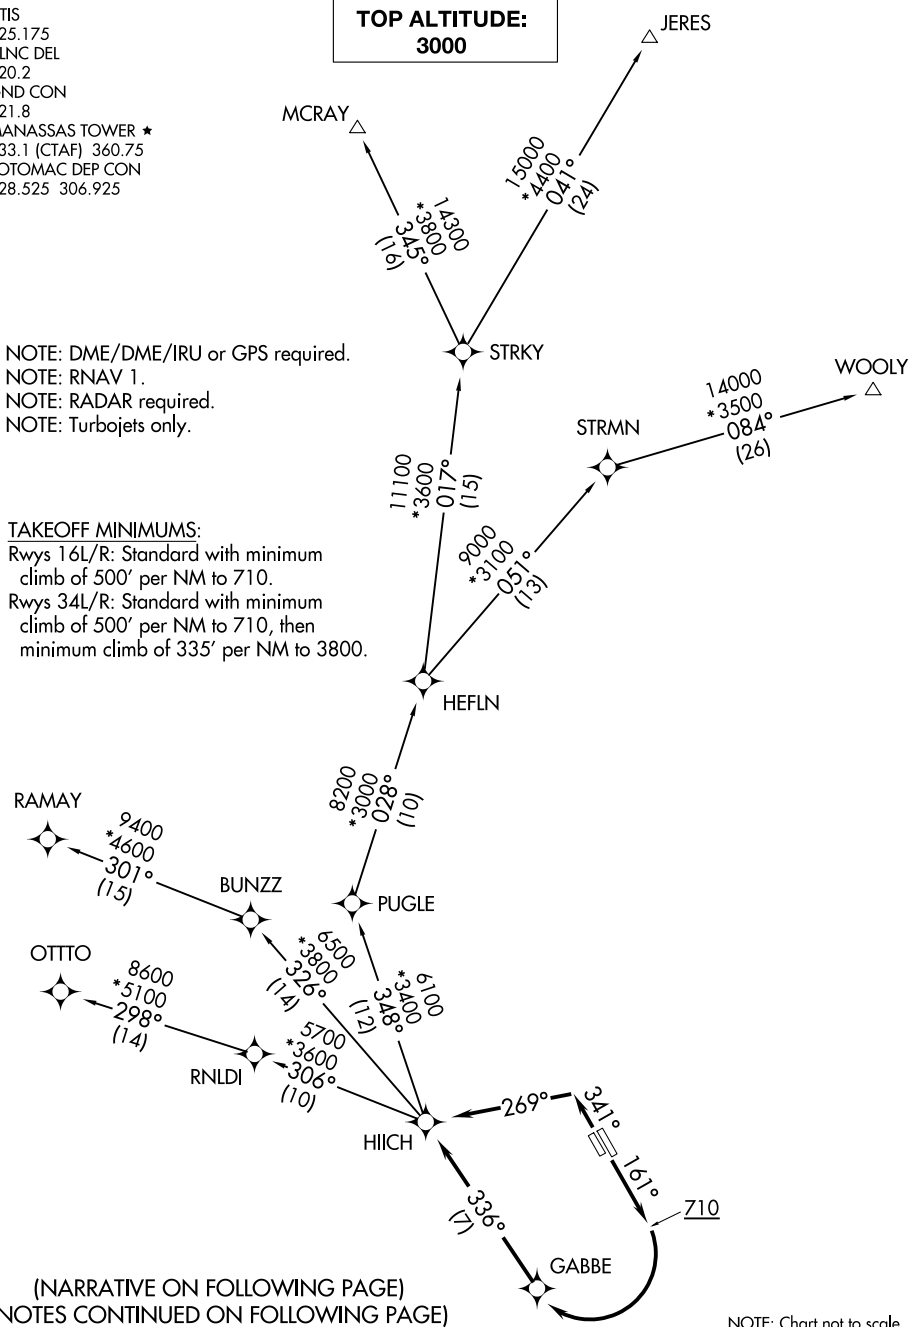 TIS
25.175
LNC DEL
20.2
ND CON
21.8
ANASSAS TOWER ★
33.1 (CTAF) 360.75
OTOMAC DEP CON
28.525 306.925
TOP ALTITUDE:
3000
JERES
MCRAY
15000
*4400
041°
(24)
14300
*3800
345°
(16)
NOTE: DME/DME/IRU or GPS required.
NOTE: RNAV 1.
NOTE: RADAR required.
NOTE: Turbojets only.
STRKY
WOOLY
14000
*3500
084°
(26)
STRMN
11100
*3600
017°
(15)
9000
*3100
051°
(13)
TAKEOFF MINIMUMS:
Rwys 16L/R: Standard with minimum
climb of 500' per NM to 710.
Rwys 34L/R: Standard with minimum
climb of 500' per NM to 710, then
minimum climb of 335' per NM to 3800.
HEFLN
8200
*3000
028°
(10)
RAMAY
9400
*4600
301°
(15)
BUNZZ
PUGLE
6500
*3800
326°
(14)
6100
*3400
348°
(12)
OTTTO
8600
*5100
298°
(14)
RNLDI
5700
*3600
306°
(10)
HIICH
269°
341°
161°
710
336°
(7)
GABBE
(NARRATIVE ON FOLLOWING PAGE)
NOTES CONTINUED ON FOLLOWING PAGE)
NOTE: Chart not to scale